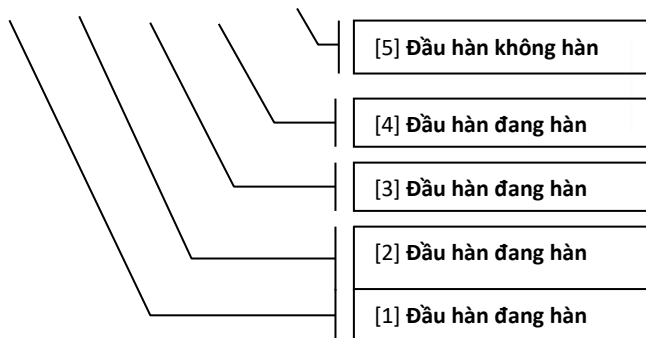 [5] Đầu hàn không hàn
[4] Đầu hàn đang hàn
[3] Đầu hàn đang hàn
[2] Đầu hàn đang hàn
[1] Đầu hàn đang hàn